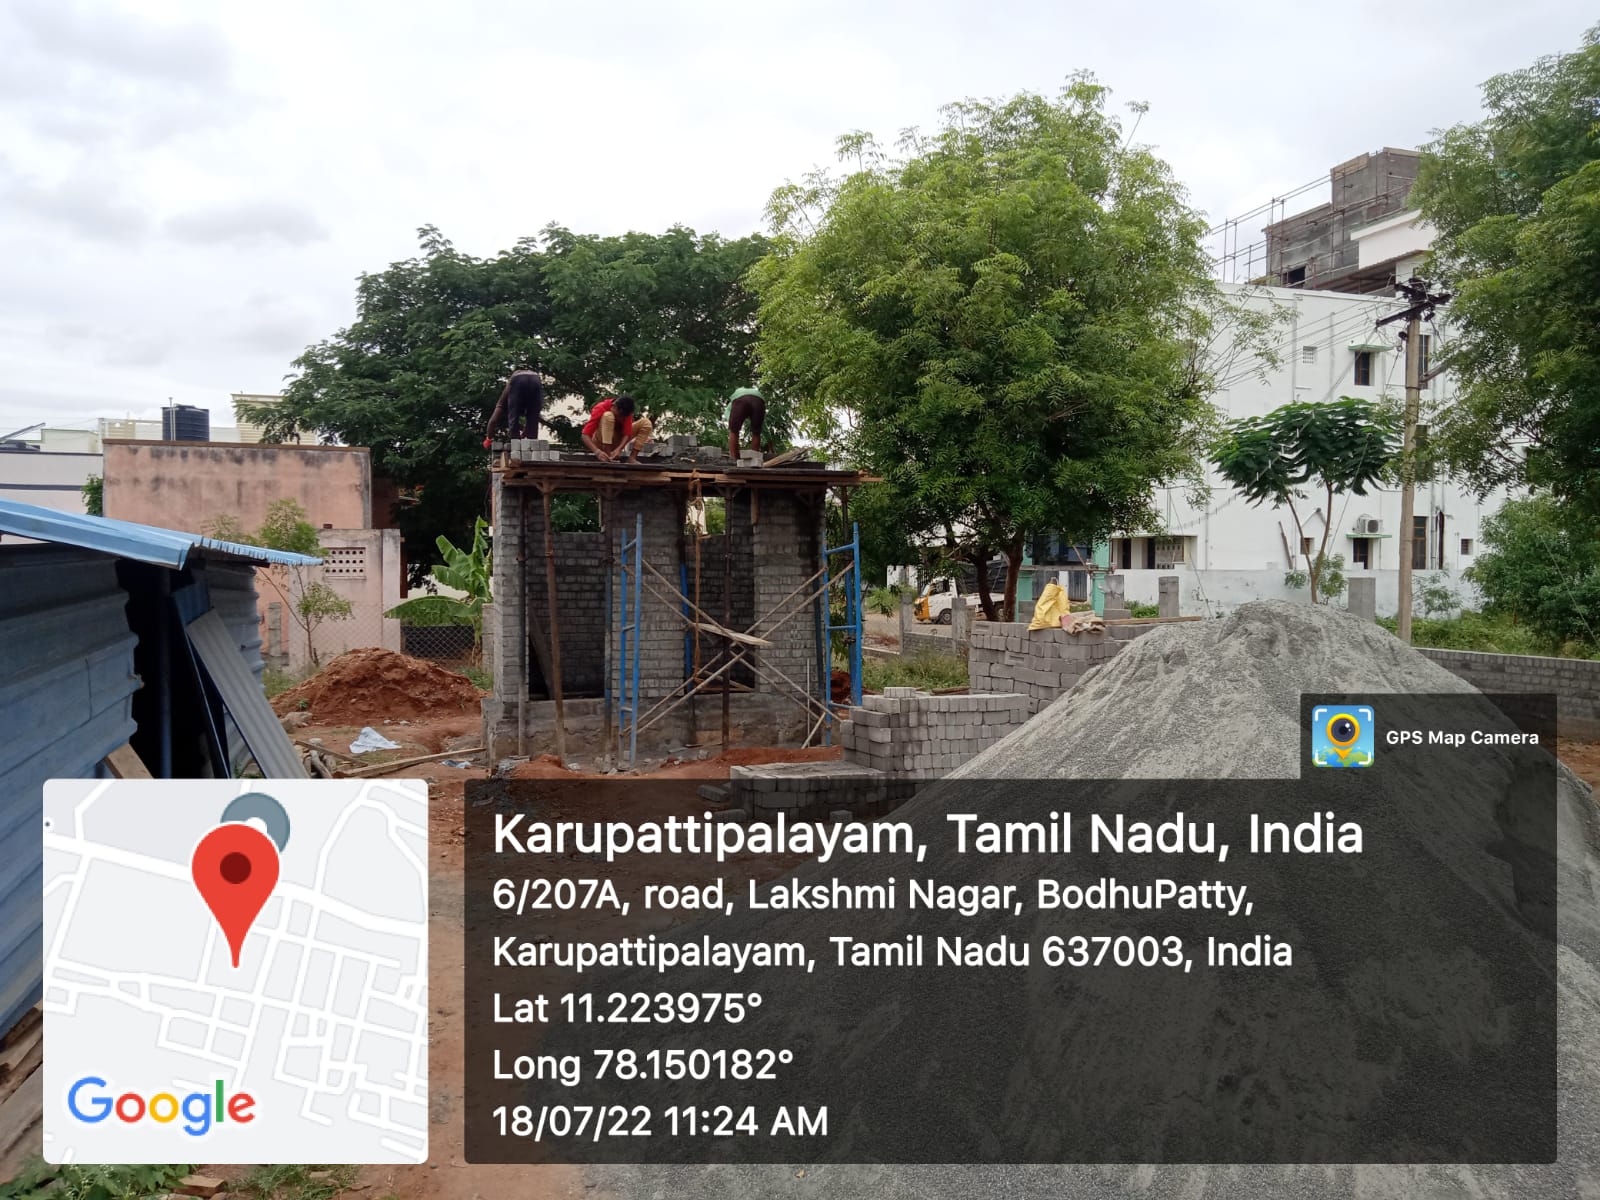 GPS Map Camera
Karupattipalayam, Tamil Nadu, India
6/207A, road, Lakshmi Nagar, BodhuPatty,
Karupattipalayam, Tamil Nadu 637003, India
Lat 11.223975°
Long 78.150182°
18/07/22 11:24 AM
Google